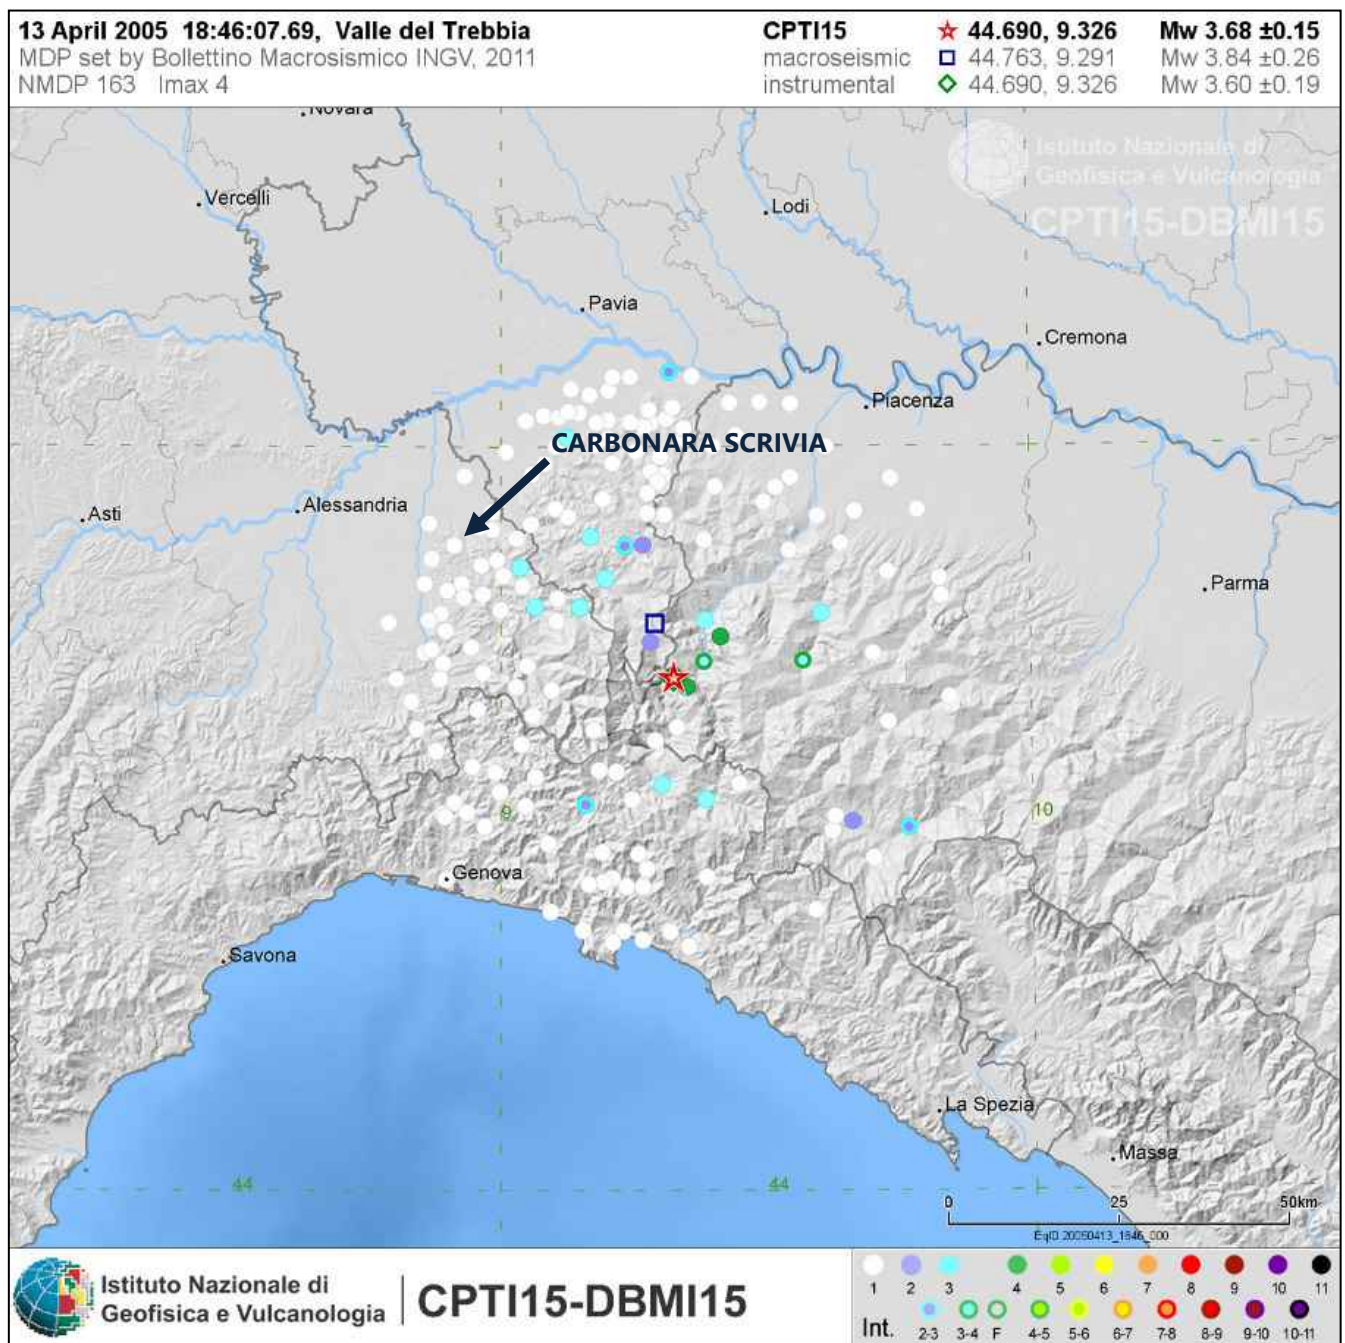 13 April 2005 18:46:07.69, Valle del Trebbia CPTI15 44.690, 9.326 Mw 3.68 ±0.15
MDP set by Bollettino Macrosismico INGV, 2011 macroseismic 44.763, 9.291 Mw 3.84 ±0.26
NMDP 163 Imax 4 instrumental 44.690, 9.326 Mw 3.60 ±0.19
Novara
Istituto Nazionale di
Geofisica e Vulcanologia
CPTI15-DBMI15
Vercelli
Lodi
Pavia
Cremona
Piacenza
CARBONARA SCRIVIA
Alessandria
Asti
Parma
9
10
Genova
Savona
La Spezia
Massa
44 44
0 25 50km
EqID 20050413_1846_000
Istituto Nazionale di
Geofisica e Vulcanologia
CPTI15-DBMI15
1 2 3 4 5 6 7 8 9 10 11
Int. 2-3 3-4 F 4-5 5-6 6-7 7-8 8-9 9-10 10-11